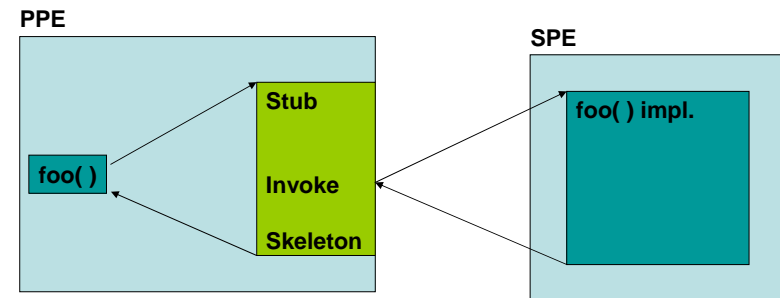 PPE
SPE
Stub
foo( ) impl.
foo( )
Invoke
Skeleton